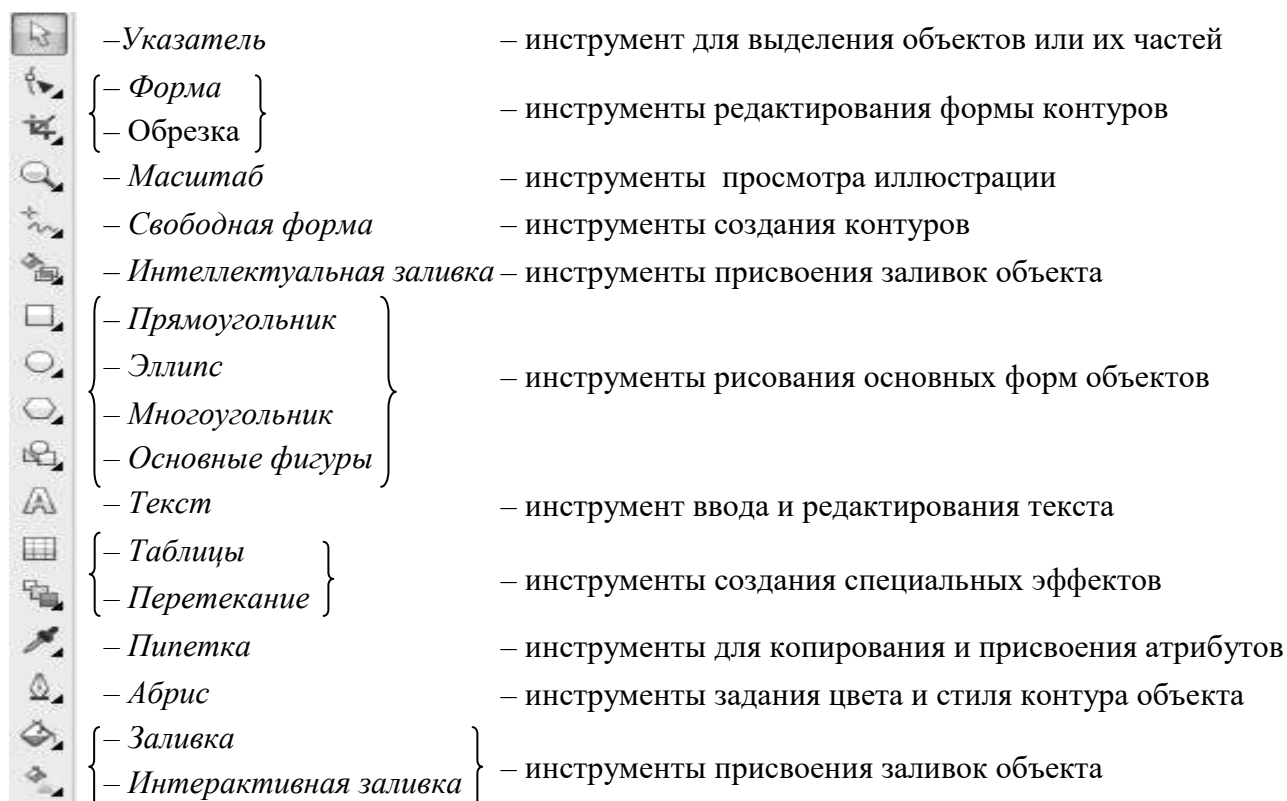 –Указатель – инструмент для выделения объектов или их частей
– Форма
– Обрезка
– инструменты редактирования формы контуров
– Масштаб – инструменты просмотра иллюстрации
– Свободная форма – инструменты создания контуров
– Интеллектуальная заливка – инструменты присвоения заливок объекта
– Прямоугольник
– Эллипс
– Многоугольник
– Основные фигуры
– инструменты рисования основных форм объектов
– Текст – инструмент ввода и редактирования текста
– Таблицы
– Перетекание
– инструменты создания специальных эффектов
– Пипетка – инструменты для копирования и присвоения атрибутов
– Абрис – инструменты задания цвета и стиля контура объекта
– Заливка
– Интерактивная заливка
– инструменты присвоения заливок объекта